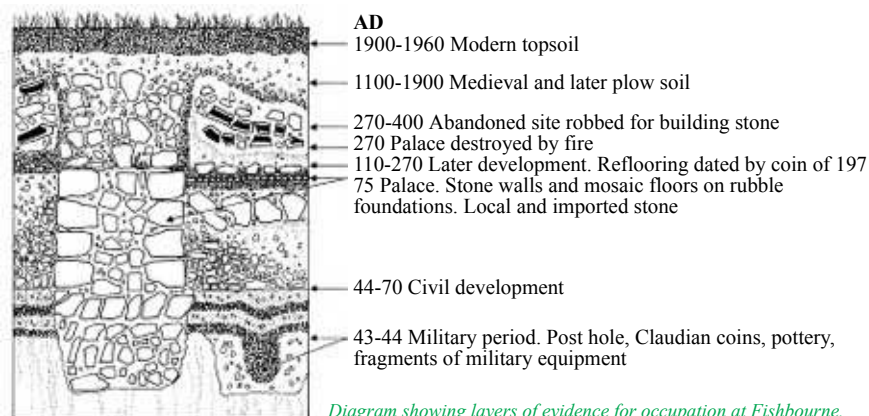 AD
1900-1960 Modern topsoil
1100-1900 Medieval and later plow soil
270-400 Abandoned site robbed for building stone
270 Palace destroyed by fire
110-270 Later development. Reflooring dated by coin of 197
75 Palace. Stone walls and mosaic floors on rubble
foundations. Local and imported stone
44-70 Civil development
43-44 Military period. Post hole, Claudian coins, pottery,
fragments of military equipment
Diagram showing layers of evidence for occupation at Fishbourne.